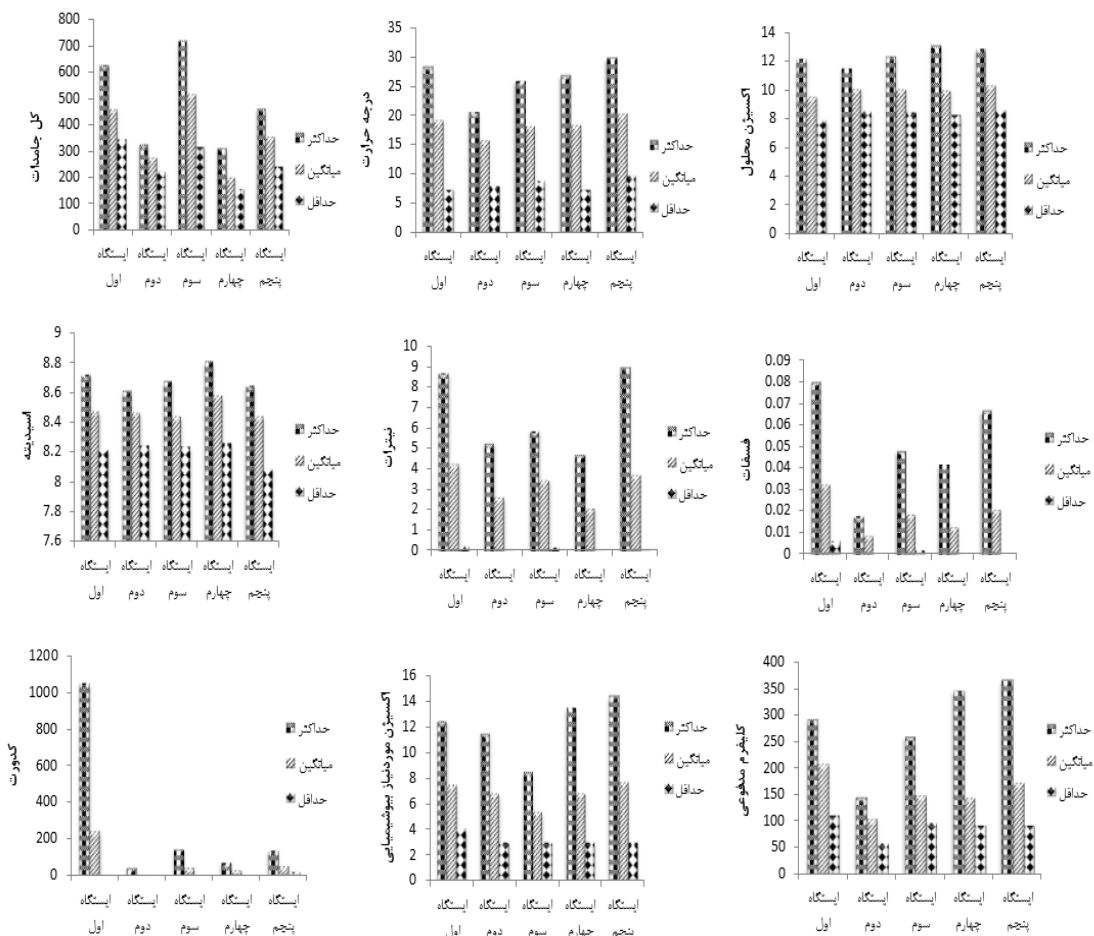 کل جامدات
800
700
600
500
400
300
200
100
0
حداکثر
میانگین
حداقل
ایستگاه ایستگاه ایستگاه ایستگاه ایستگاه
اول دوم سوم چهارم پنجم
درجه حرارت
35
30
25
20
15
10
5
0
حداکثر
میانگین
حداقل
ایستگاه ایستگاه ایستگاه ایستگاه ایستگاه
اول دوم سوم چهارم پنجم
اکسیژن محلول
14
12
10
8
6
4
2
0
حداکثر
میانگین
حداقل
ایستگاه ایستگاه ایستگاه ایستگاه ایستگاه
اول دوم سوم چهارم پنجم
اسیدیته
9
8.8
8.6
8.4
8.2
8
7.8
7.6
حداکثر
میانگین
حداقل
ایستگاه ایستگاه ایستگاه ایستگاه ایستگاه
اول دوم سوم چهارم پنجم
نیترات
10
9
8
7
6
5
4
3
2
1
0
حداکثر
میانگین
حداقل
ایستگاه ایستگاه ایستگاه ایستگاه ایستگاه
اول دوم سوم چهارم پنجم
فسفات
0.09
0.08
0.07
0.06
0.05
0.04
0.03
0.02
0.01
0
حداکثر
میانگین
حداقل
ایستگاه ایستگاه ایستگاه ایستگاه ایستگاه
اول دوم سوم چهارم پنجم
کدورت
1200
1000
800
600
400
200
0
حداکثر
میانگین
حداقل
ایستگاه ایستگاه ایستگاه ایستگاه ایستگاه
اول دوم سوم چهارم پنجم
اکسیژن موردنیاز بیوشیمیایی
16
14
12
10
8
6
4
2
0
حداکثر
میانگین
حداقل
ایستگاه ایستگاه ایستگاه ایستگاه ایستگاه
اول دوم سوم چهارم پنجم
کلیفرم مدفوعی
400
350
300
250
200
150
100
50
0
حداکثر
میانگین
حداقل
ایستگاه ایستگاه ایستگاه ایستگاه ایستگاه
اول دوم سوم چهارم پنجم